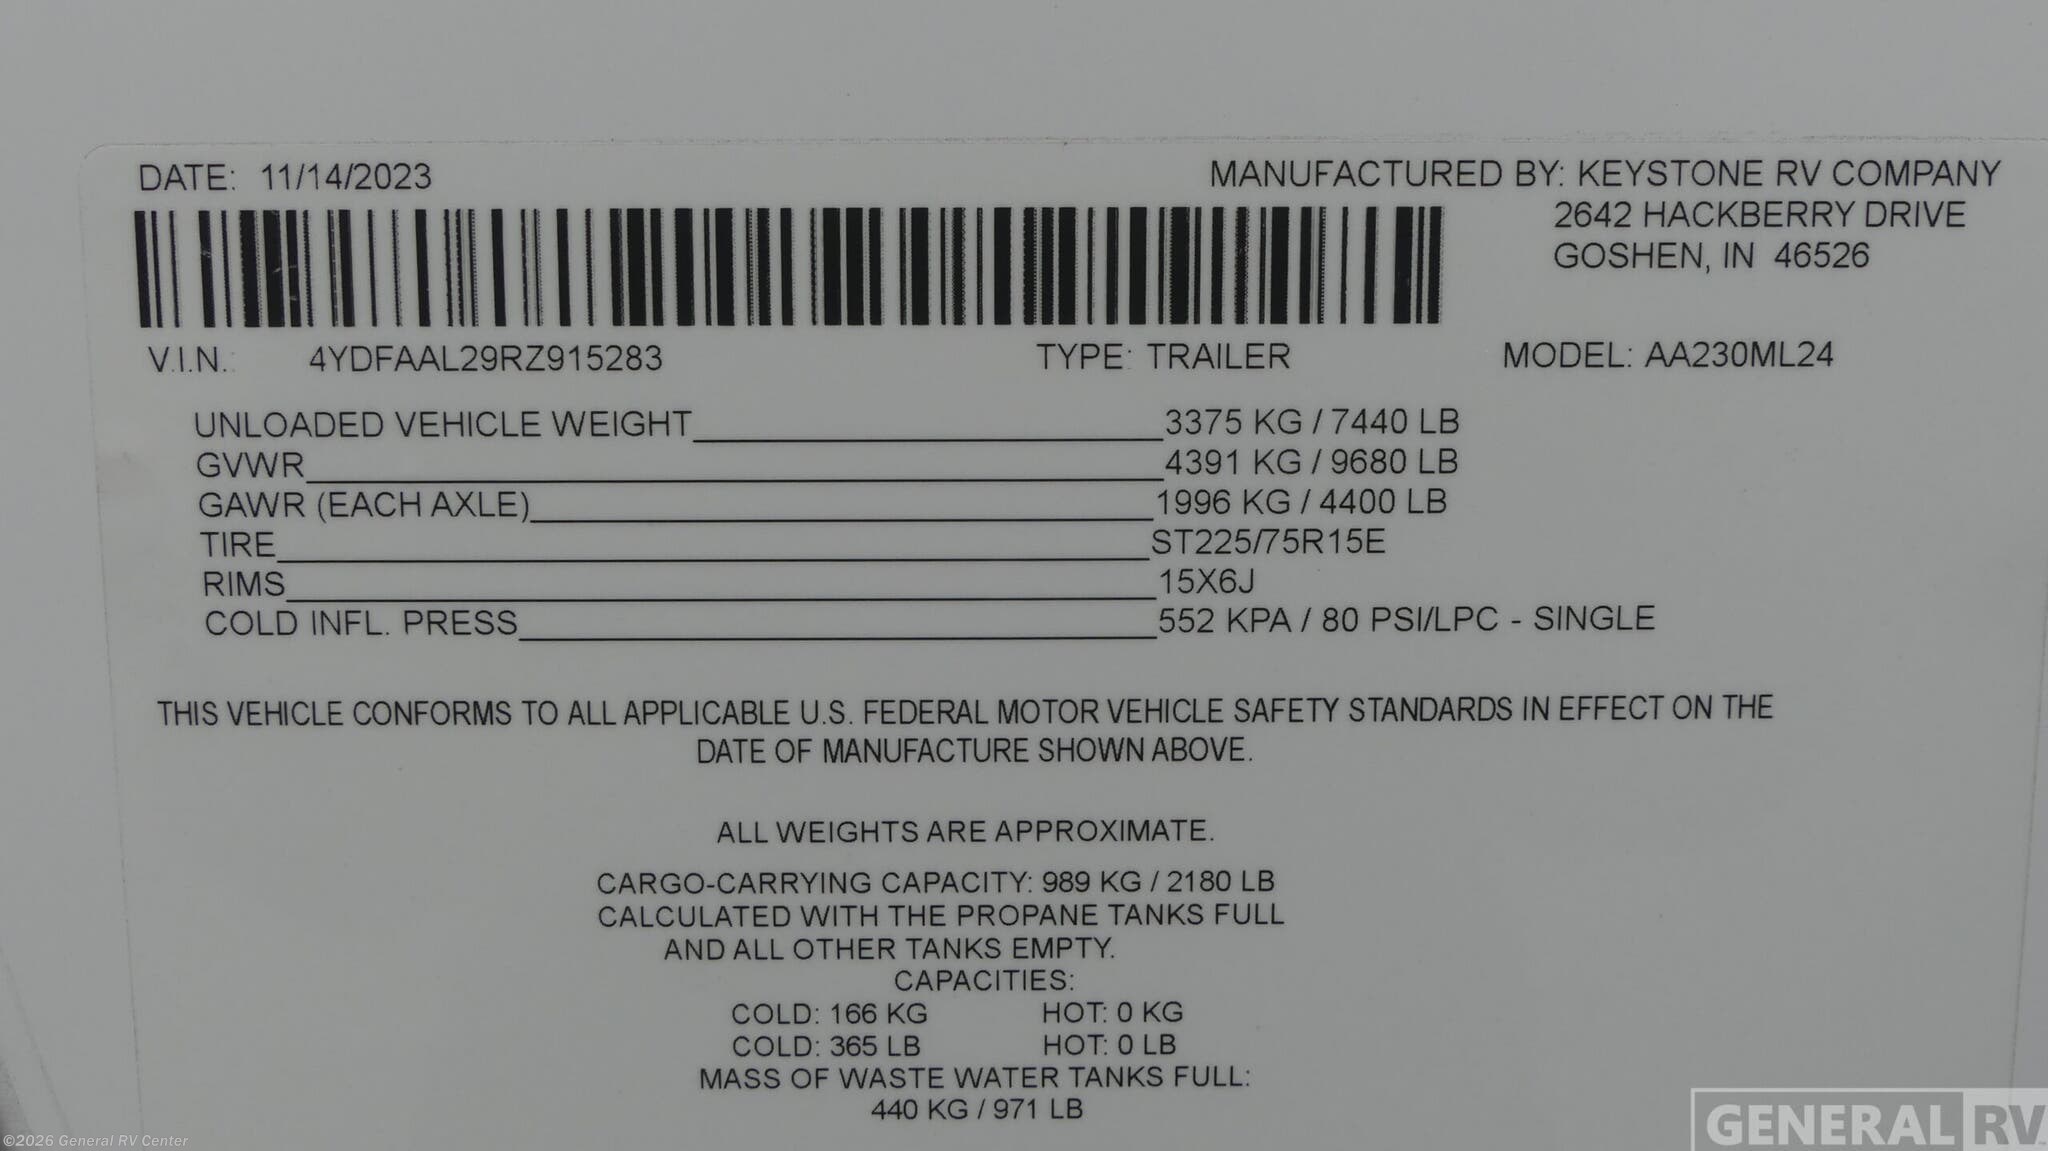 DATE: 11/14/2023
MANUFACTURED BY: KEYSTONE RV COMPANY
2642 HACKBERRY DRIVE
GOSHEN, IN 46526
V.I.N.: 4YDFAAL29RZ915283 TYPE: TRAILER MODEL: AA230ML24
UNLOADED VEHICLE WEIGHT 3375 KG / 7440 LB
GVWR 4391 KG / 9680 LB
GAWR (EACH AXLE) 1996 KG / 4400 LB
TIRE ST225/75R15E
RIMS 15X6J
COLD INFL. PRESS 552 KPA / 80 PSI/LPC - SINGLE
THIS VEHICLE CONFORMS TO ALL APPLICABLE U.S. FEDERAL MOTOR VEHICLE SAFETY STANDARDS IN EFFECT ON THE
DATE OF MANUFACTURE SHOWN ABOVE.
ALL WEIGHTS ARE APPROXIMATE.
CARGO-CARRYING CAPACITY: 989 KG / 2180 LB
CALCULATED WITH THE PROPANE TANKS FULL
AND ALL OTHER TANKS EMPTY.
CAPACITIES:
COLD: 166 KG HOT: 0 KG
COLD: 365 LB HOT: 0 LB
MASS OF WASTE WATER TANKS FULL:
440 KG / 971 LB
©2026 General RV Center
GENERAL RV